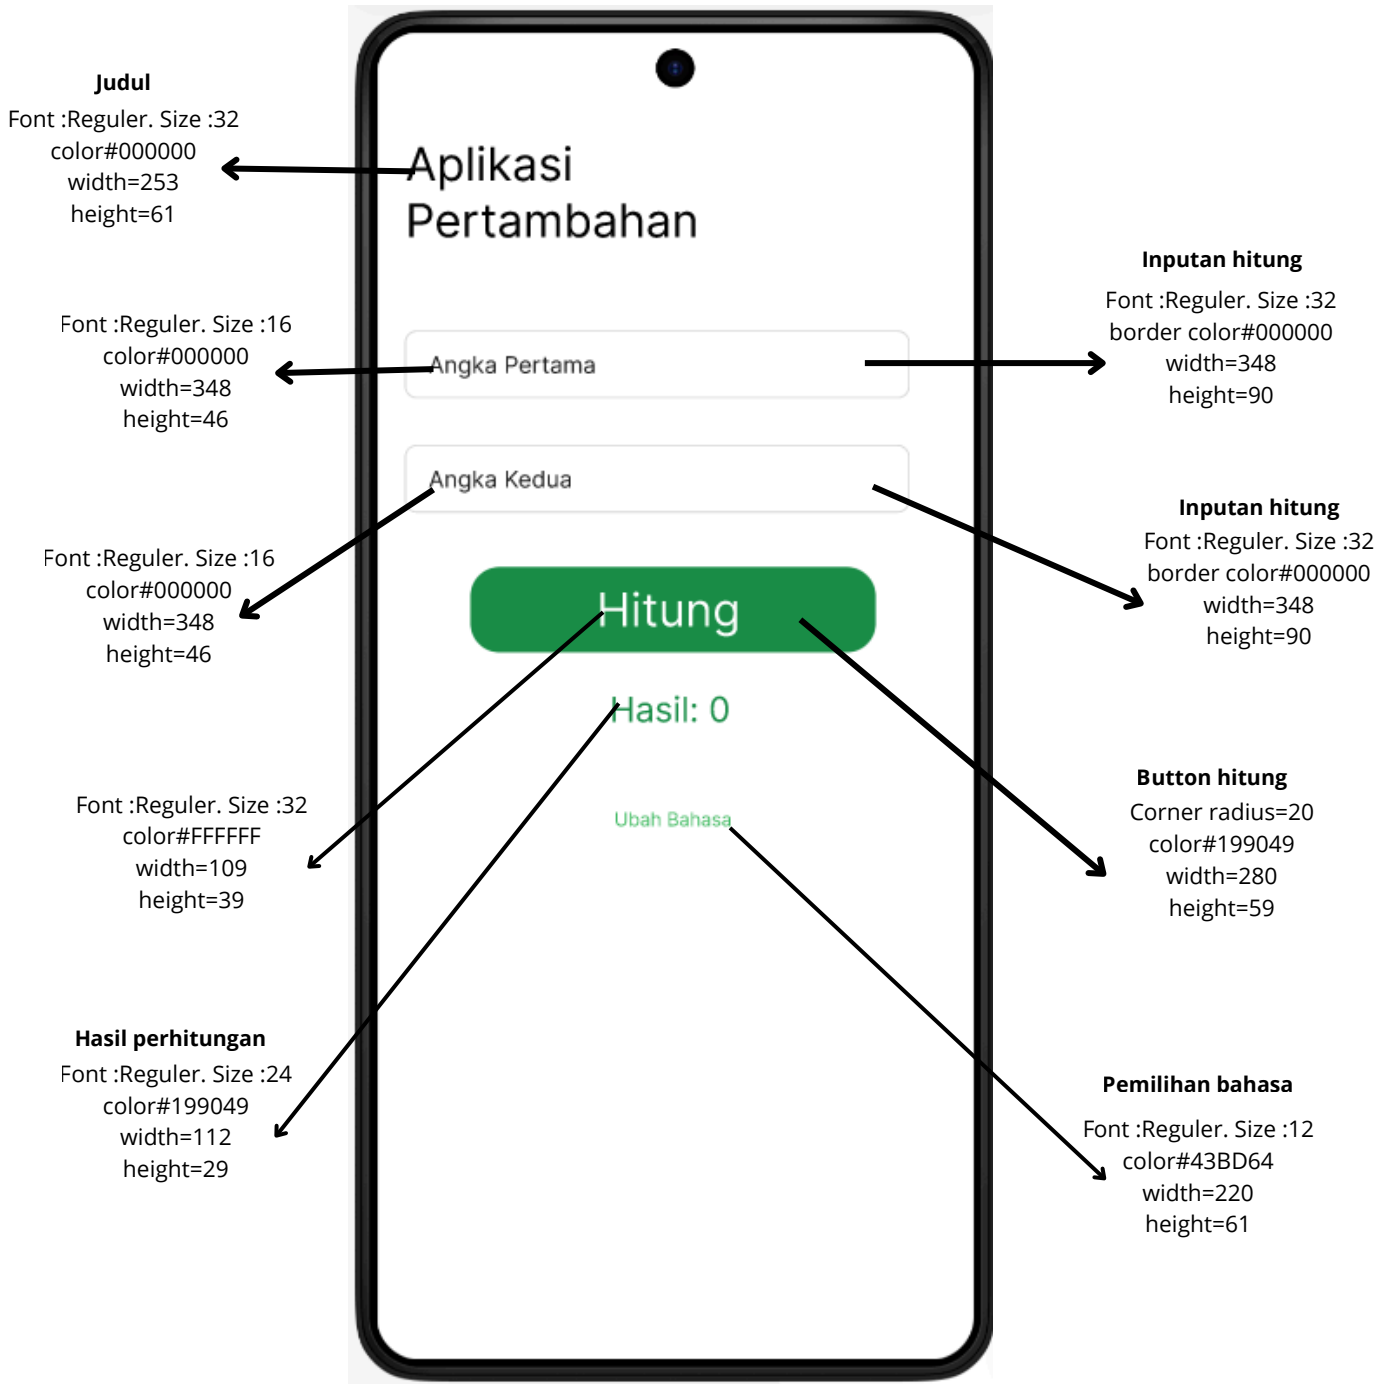 Judul
Font :Reguler. Size :32
color#000000
width=253
height=61
Font :Reguler. Size :16
color#000000
width=348
height=46
Font :Reguler. Size :16
color#000000
width=348
height=46
Font :Reguler. Size :32
color#FFFFFF
width=109
height=39
Hasil perhitungan
Font :Reguler. Size :24
color#199049
width=112
height=29
Aplikasi
Pertambahan
Angka Pertama
Angka Kedua
Hitung
Hasil: 0
Ubah Bahasa
Inputan hitung
Font :Reguler. Size :32
border color#000000
width=348
height=90
Inputan hitung
Font :Reguler. Size :32
border color#000000
width=348
height=90
Button hitung
Corner radius=20
color#199049
width=280
height=59
Pemilihan bahasa
Font :Reguler. Size :12
color#43BD64
width=220
height=61